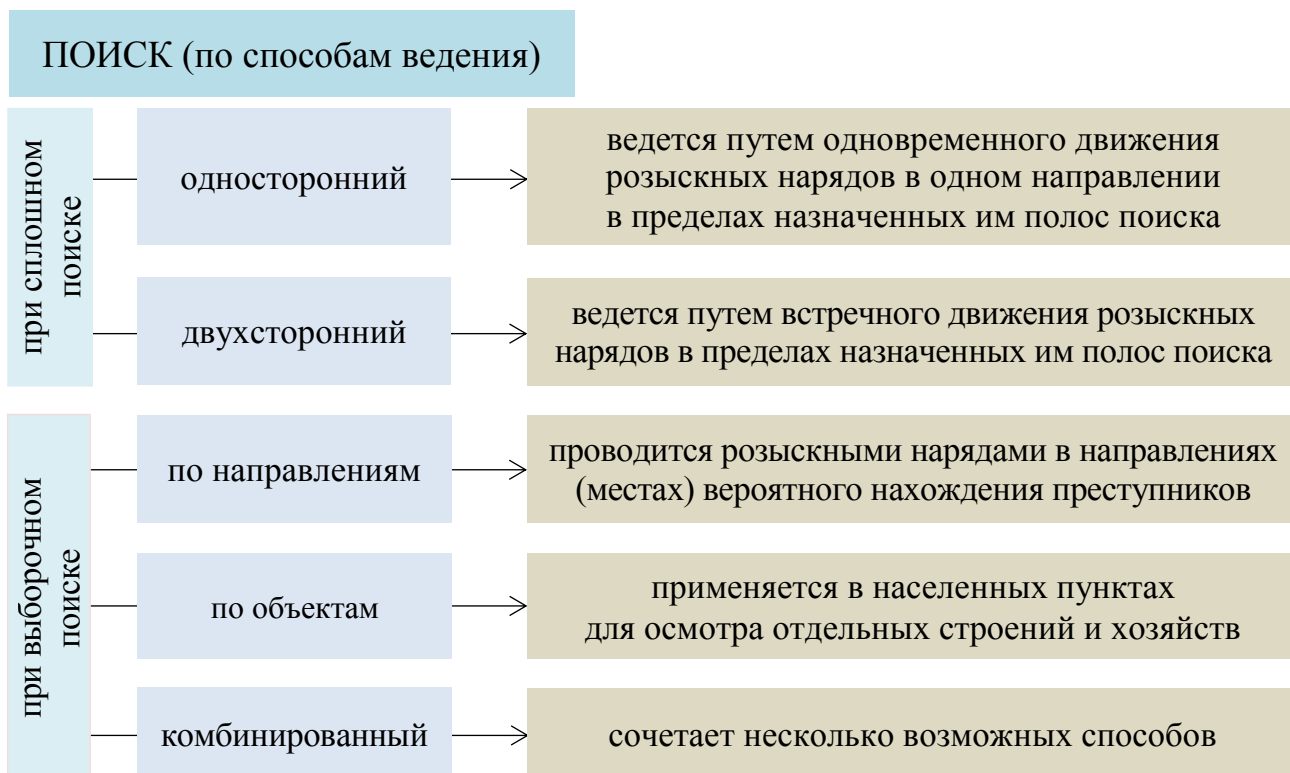 ПОИСК (по способам ведения)
при сплошном
поиске
односторонний
ведется путем одновременного движения
розыскных нарядов в одном направлении
в пределах назначенных им полос поиска
двухсторонний
ведется путем встречного движения розыскных
нарядов в пределах назначенных им полос поиска
при выборочном
поиске
по направлениям
проводится розыскными нарядами в направлениях
(местах) вероятного нахождения преступников
по объектам
применяется в населенных пунктах
для осмотра отдельных строений и хозяйств
комбинированный
сочетает несколько возможных способов